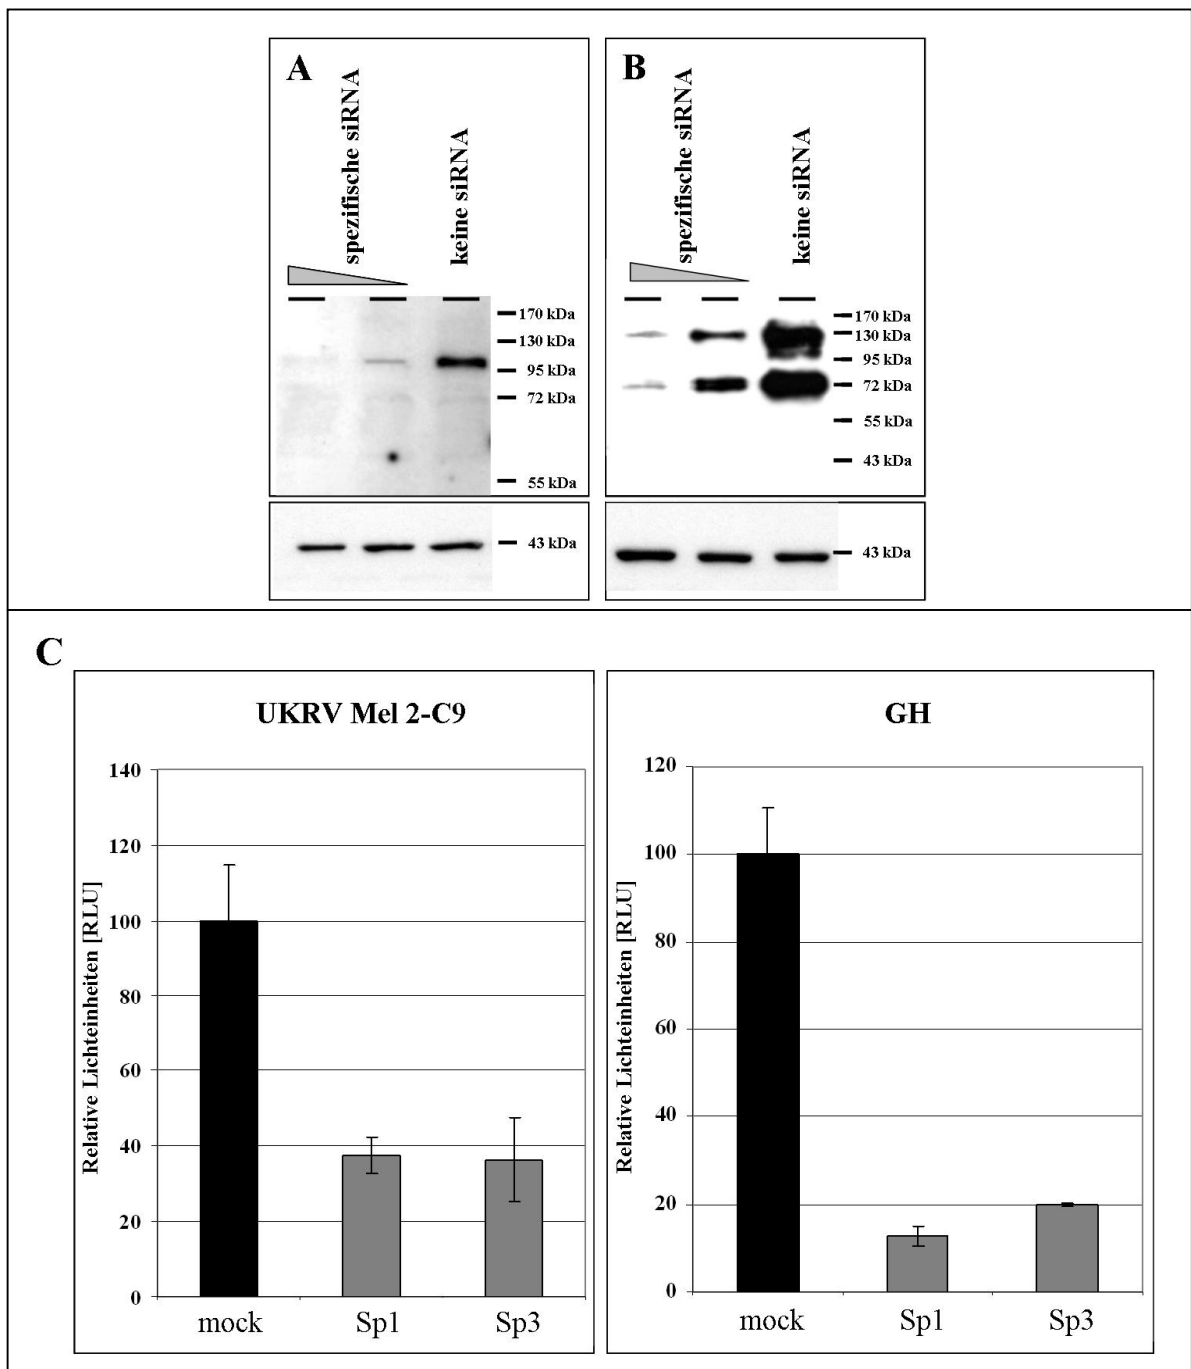 A
spezifische siRNA
keine siRNA
170 kDa
130 kDa
95 kDa
72 kDa
55 kDa
43 kDa
B
spezifische siRNA
keine siRNA
170 kDa
130 kDa
95 kDa
72 kDa
55 kDa
43 kDa
43 kDa
C
UKRV Mel 2-C9
Relative Lichteinheiten [RLU]
140
120
100
80
60
40
20
0
mock Sp1 Sp3
GH
Relative Lichteinheiten [RLU]
120
100
80
60
40
20
0
mock Sp1 Sp3